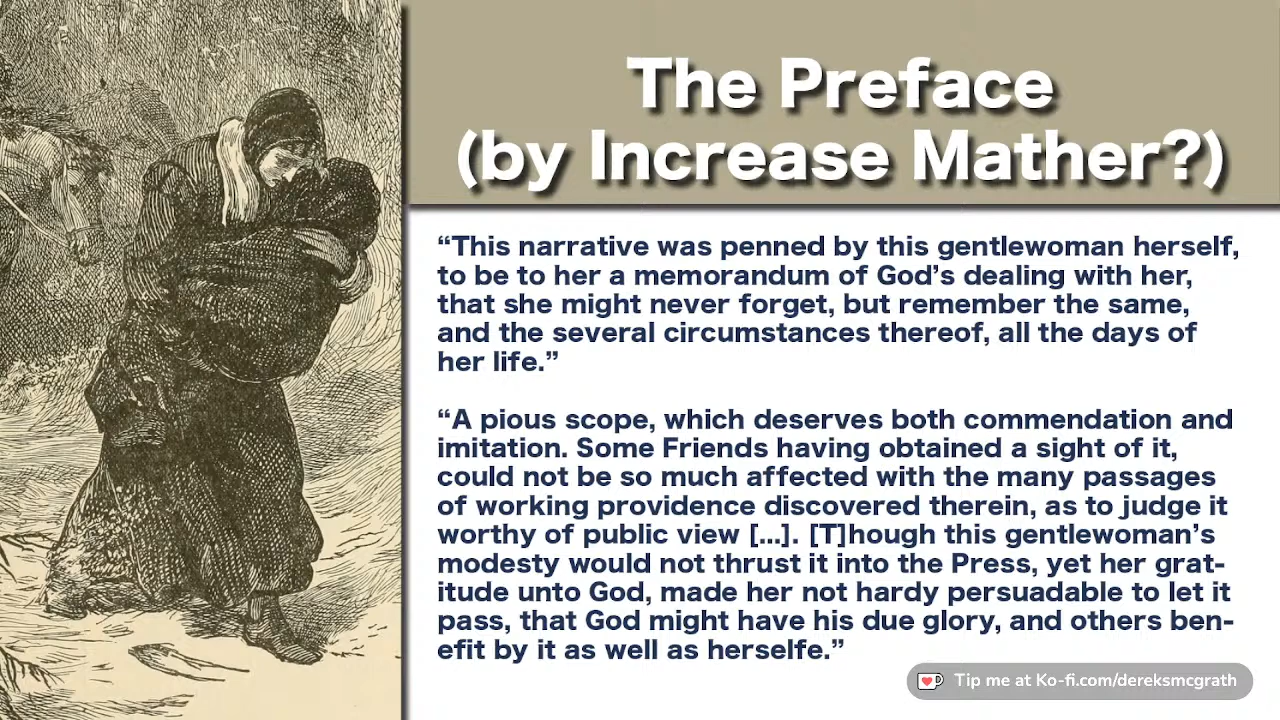 The Preface
(by Increase Mather?)
“This narrative was penned by this gentlewoman herself,
to be to her a memorandum of God’s dealing with her,
that she might never forget, but remember the same,
and the several circumstances thereof, all the days of
her life.”
“A pious scope, which deserves both commendation and
imitation. Some Friends having obtained a sight of it,
could not be so much affected with the many passages
of working providence discovered therein, as to judge it
worthy of public view [...]. [T]hough this gentlewoman’s
modesty would not thrust it into the Press, yet her grat-
itude unto God, made her not hardy persuadable to let it
pass, that God might have his due glory, and others ben-
efit by it as well as herselfe.”
Tip me at Ko-fi.com/dereksmcgrath